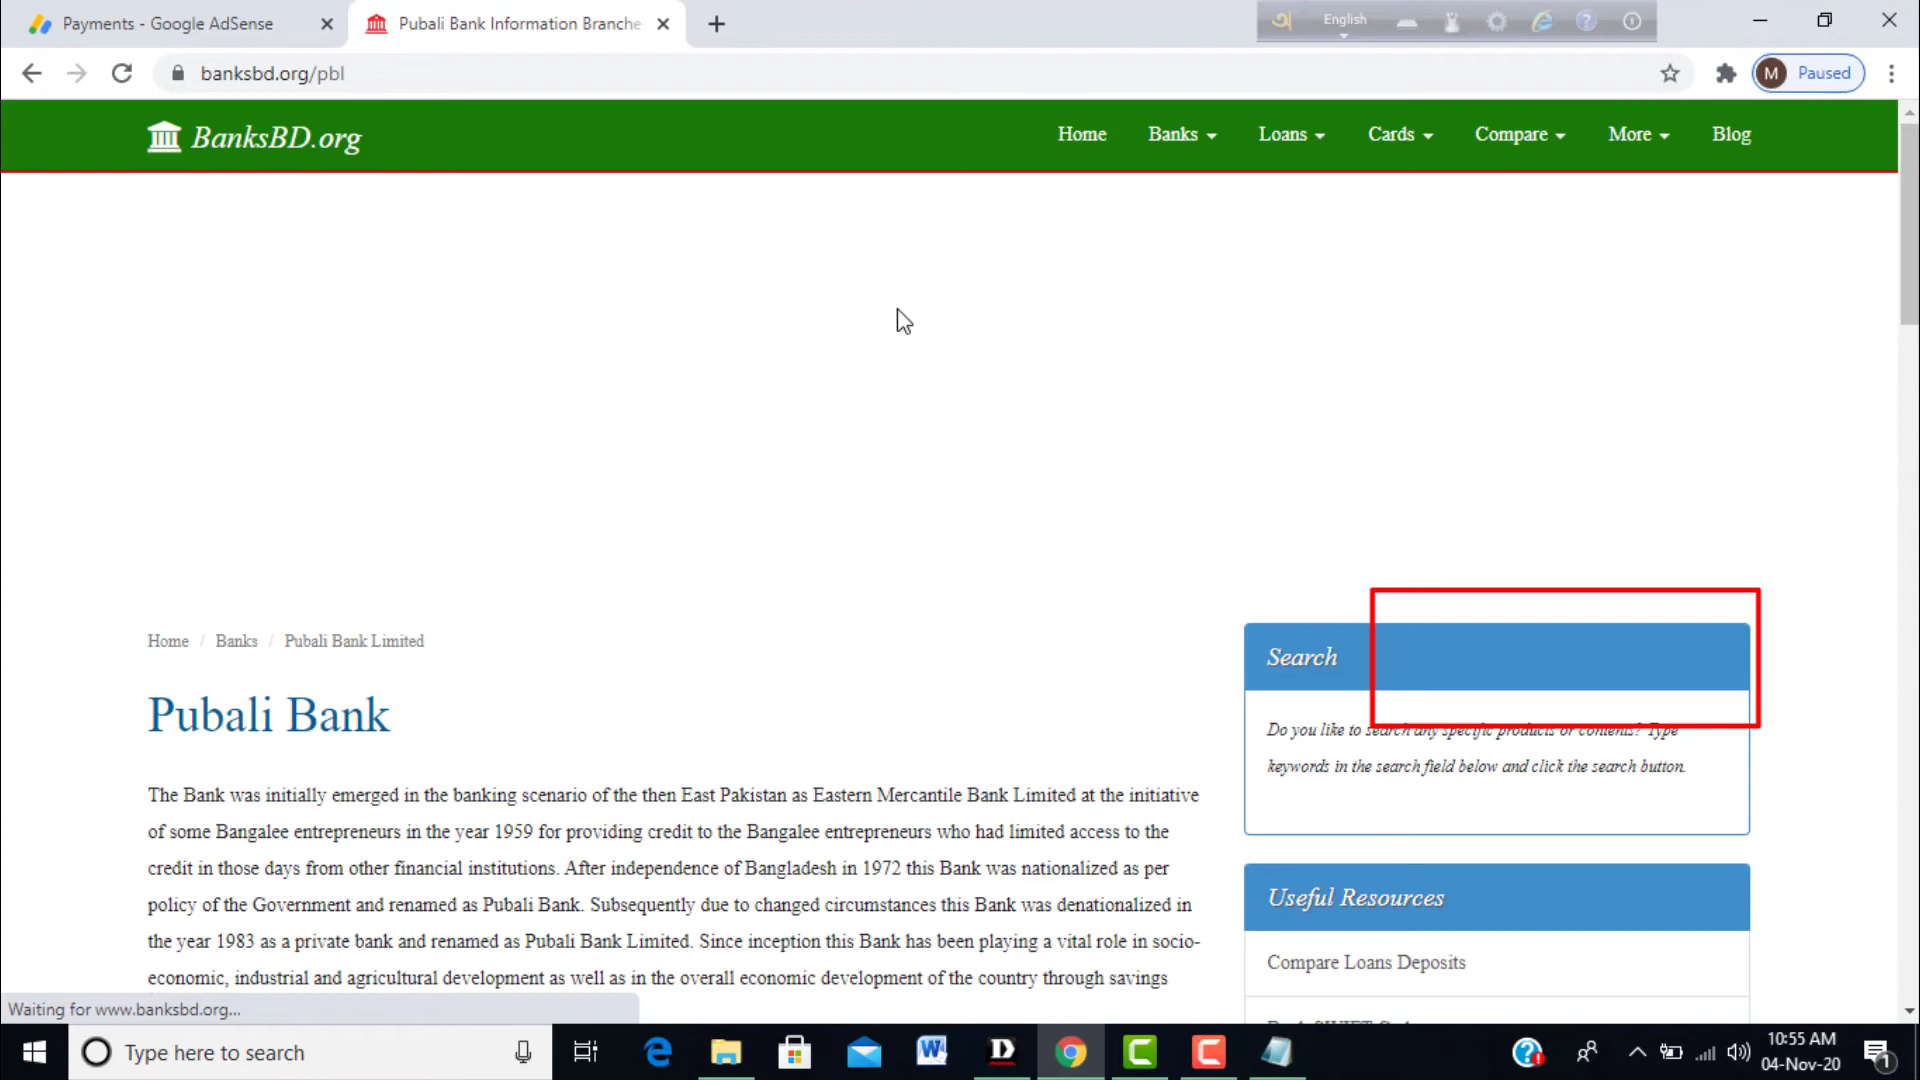 Payments - Google AdSense
Pubali Bank Information Branche
English
banksbd.org/pbl
M Paused
BanksBD.org
Home Banks Loans Cards Compare More Blog
Home / Banks / Pubali Bank Limited
Pubali Bank
The Bank was initially emerged in the banking scenario of the then East Pakistan as Eastern Mercantile Bank Limited at the initiative
of some Bangalee entrepreneurs in the year 1959 for providing credit to the Bangalee entrepreneurs who had limited access to the
credit in those days from other financial institutions. After independence of Bangladesh in 1972 this Bank was nationalized as per
policy of the Government and renamed as Pubali Bank. Subsequently due to changed circumstances this Bank was denationalized in
the year 1983 as a private bank and renamed as Pubali Bank Limited. Since inception this Bank has been playing a vital role in socio-
economic, industrial and agricultural development as well as in the overall economic development of the country through savings
Search
Do you like to search any specific products or contents? Type
keywords in the search field below and click the search button.
Useful Resources
Compare Loans Deposits
Waiting for www.banksbd.org...
Type here to search
10:55 AM
04-Nov-20
1